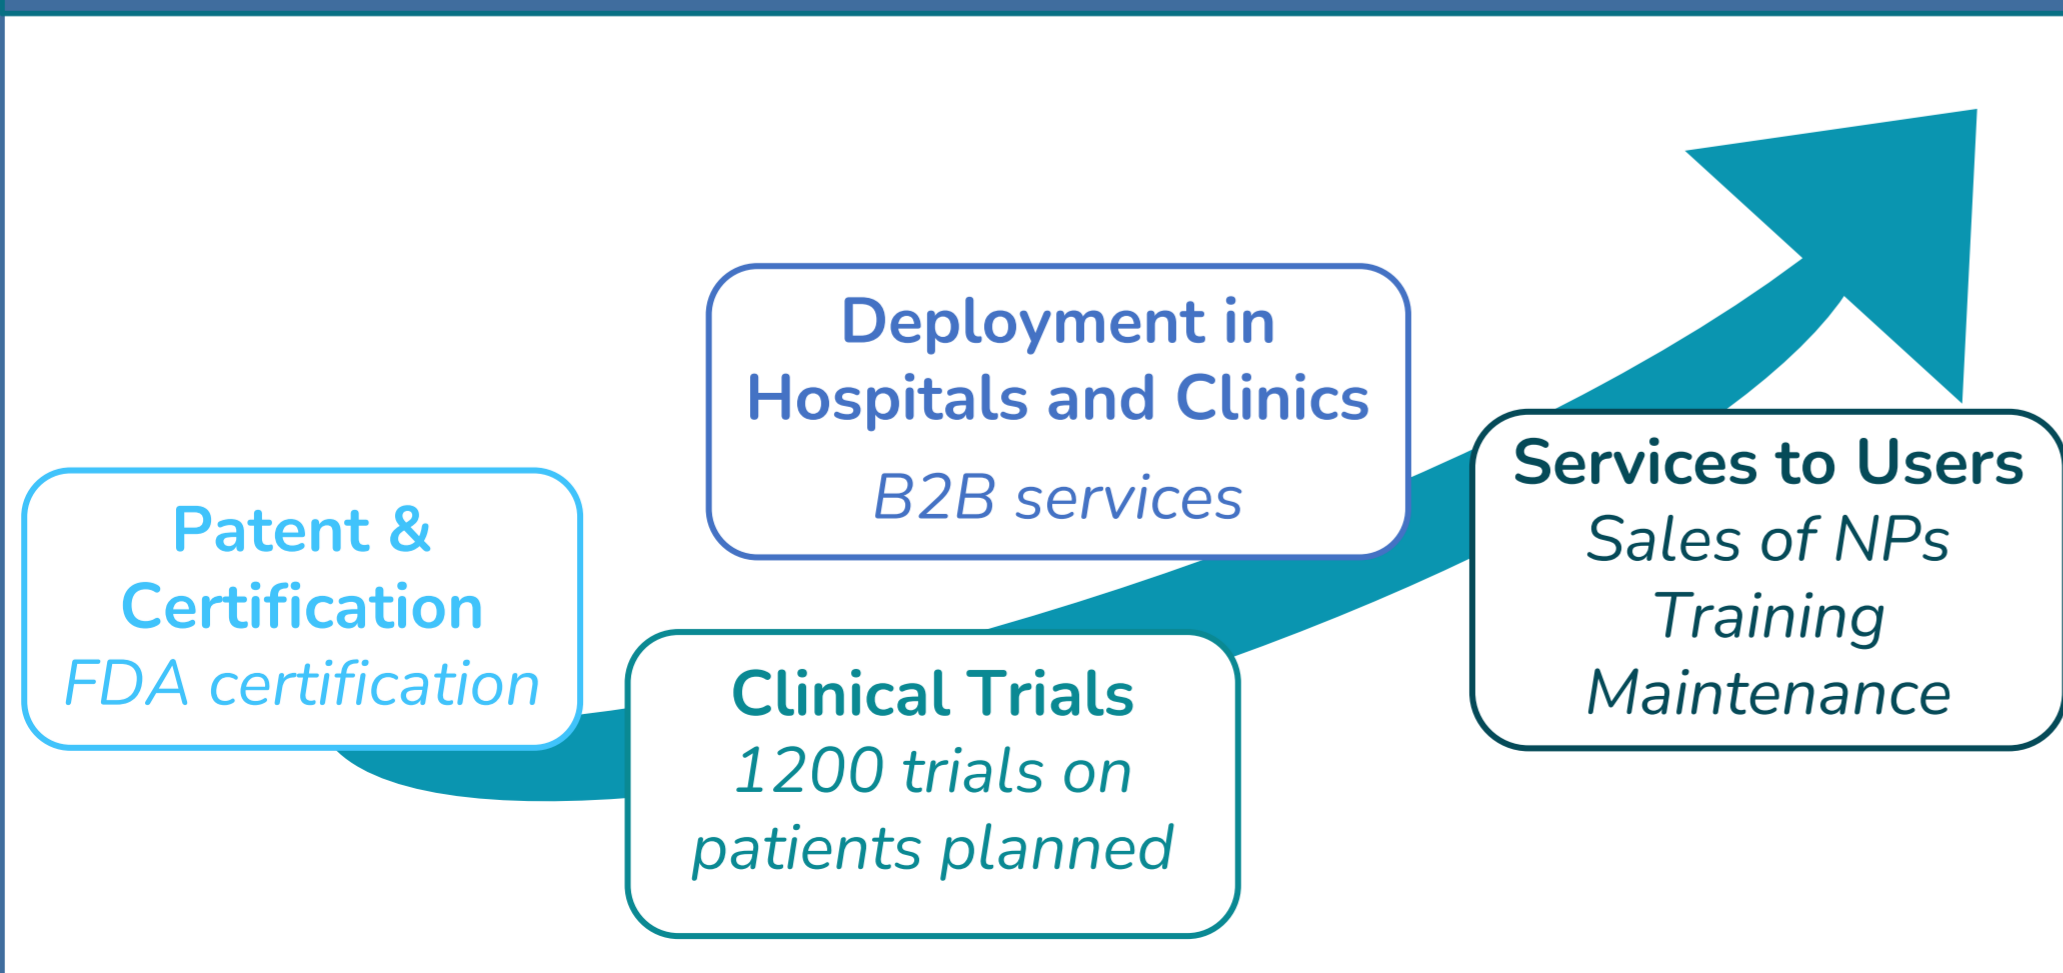 Patent &
Certification
FDA certification
Clinical Trials
1200 trials on
patients planned
Deployment in
Hospitals and Clinics
B2B services
Services to Users
Sales of NPs
Training
Maintenance